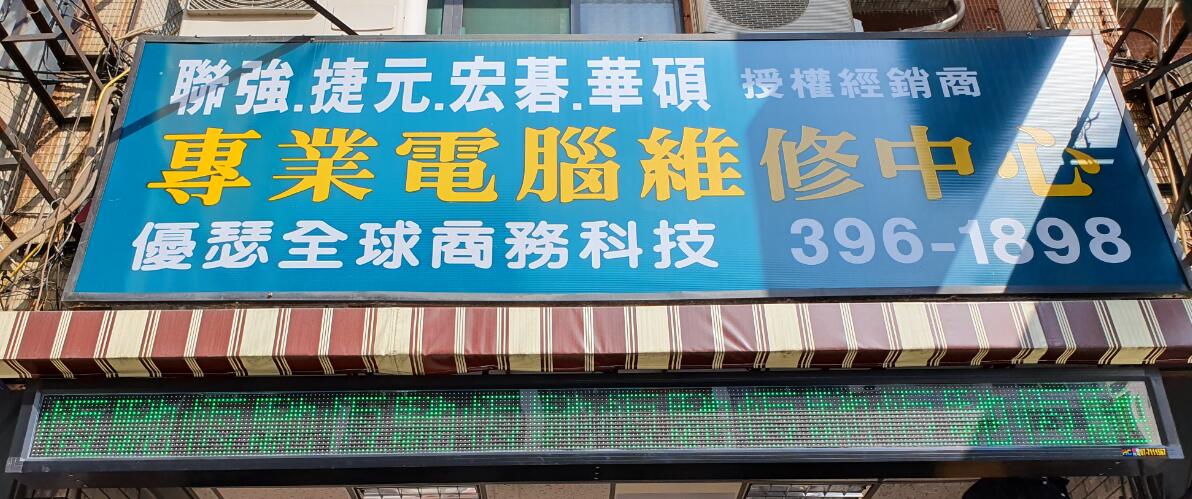 聯強.捷元.宏碁.華碩 授權經銷商
專業電腦維修中心
優瑟全球商務科技 396-1898